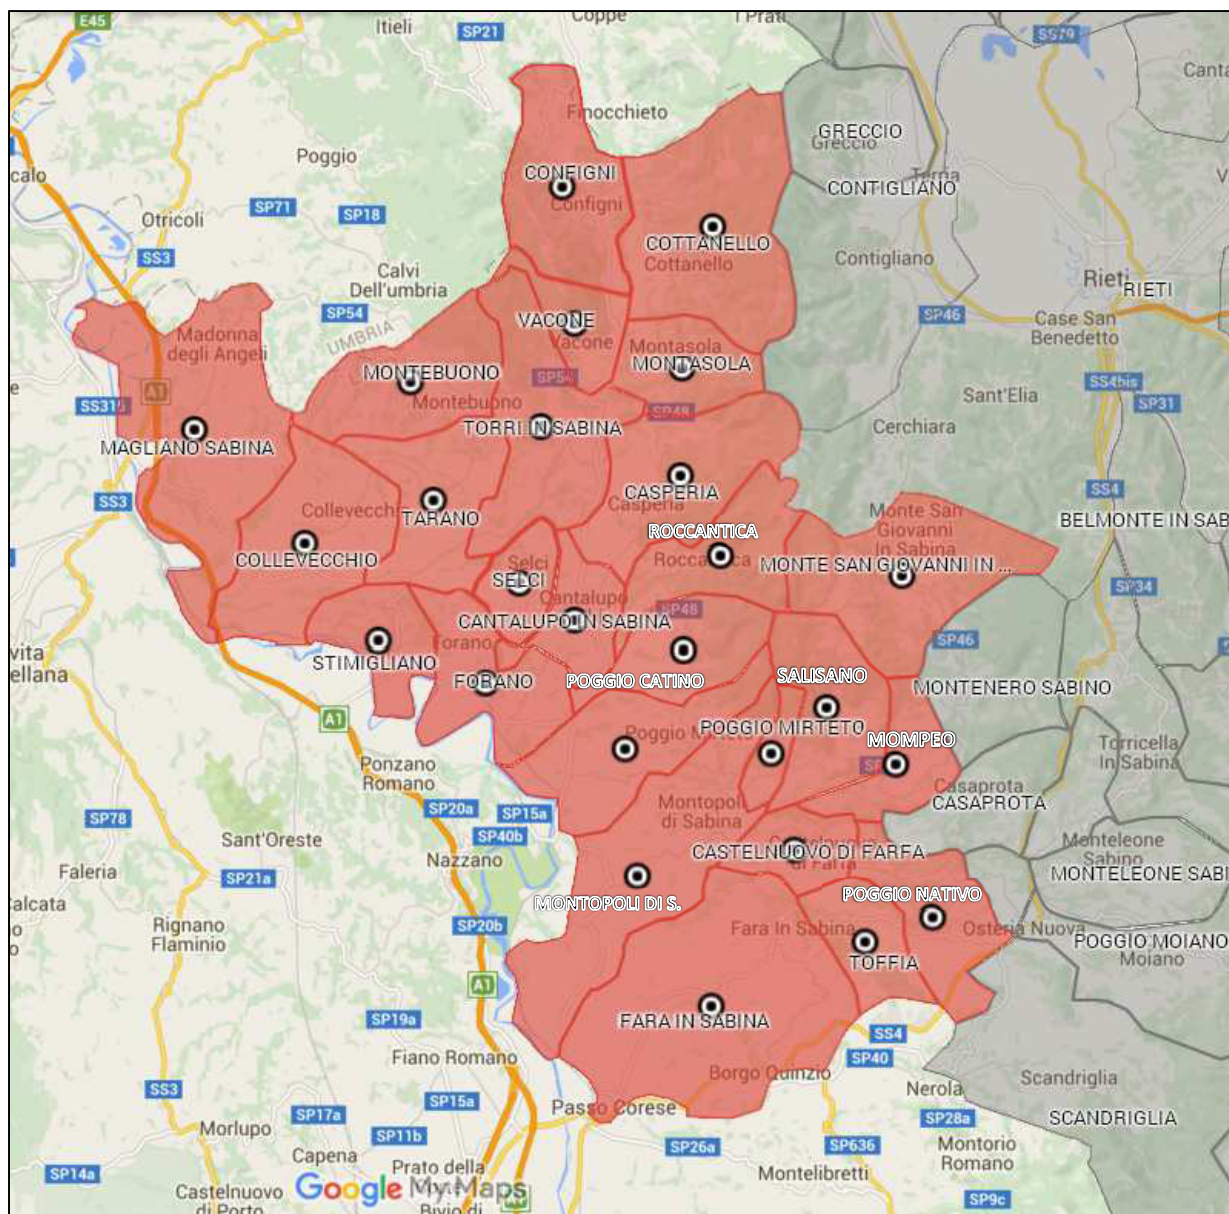 E45
Itieli
SP21
Coppe
I Prati
SS79
Canta
Finocchieto
GRECCIO
Greccio
Poggio
calo
CONFIGNI
Configni
Terria
CONTIGLIANO
SP71
SP18
Otricoli
COTTANELLO
Cottanello
SS3
Contigliano
Calvi
Dell'umbria
Rieti
RIETI
SP54
UMBRIA
VACONE
Vacone
SP46
Case San
Benedetto
Madonna
degli Angeli
Montasola
MONTASOLA
MONTEBUONO
Montebuono
SP54
A1
SS4bis
SP31
Sant'Elia
SP48
TORRI IN SABINA
Cerchiara
MAGLIANO SABINA
SS3
CASPERIA
Casperia
SS4
Collevecchi
TARANO
Monte San
Giovanni
In Sabina
BELMONTE IN SAB
ROCCANTICA
COLLEVECCHIO
Selci
SELCI
MONTE SAN GIOVANNI IN ...
SP34
Cantalupo
SP48
CANTALUPO IN SABINA
Forano
SP46
vita
ellana
STIMIGLIANO
FORANO
POGGIO CATINO
SALISANO
MONTENERO SABINO
A1
POGGIO MIRTETO
MOMPEO
Torricella
In Sabina
Ponzano
Romano
Casaprota
CASAPROTA
Montopoli
di Sabina
SP20a
SP15a
SP78
SP40b
Sant'Oreste
Monteleone
Sabino
CASTELNUOVO DI FARFA
di Farfa
Nazzano
Faleria
SP21a
MONTELEONE SABI
MONTOPOLI DI S.
POGGIO NATIVO
alcata
o
Rignano
Flaminio
SP20b
Fara In Sabina
Osteria Nuova
POGGIO MOIANO
Moiano
TOFFIA
A1
FARA IN SABINA
SP19a
SS4
Fiano Romano
SP40
Borgo Quinzio
SS3
Nerola
Scandriglia
SP15a
Passo Corese
SP17a
SP28a
SCANDRIGLIA
Morlupo
SP11b
SP26a
SP636
Montorio
Romano
Capena
Prato della
SP14a
Montelibretti
Castelnuovo
di Porto
Google My Maps
Rivio di
SP9c